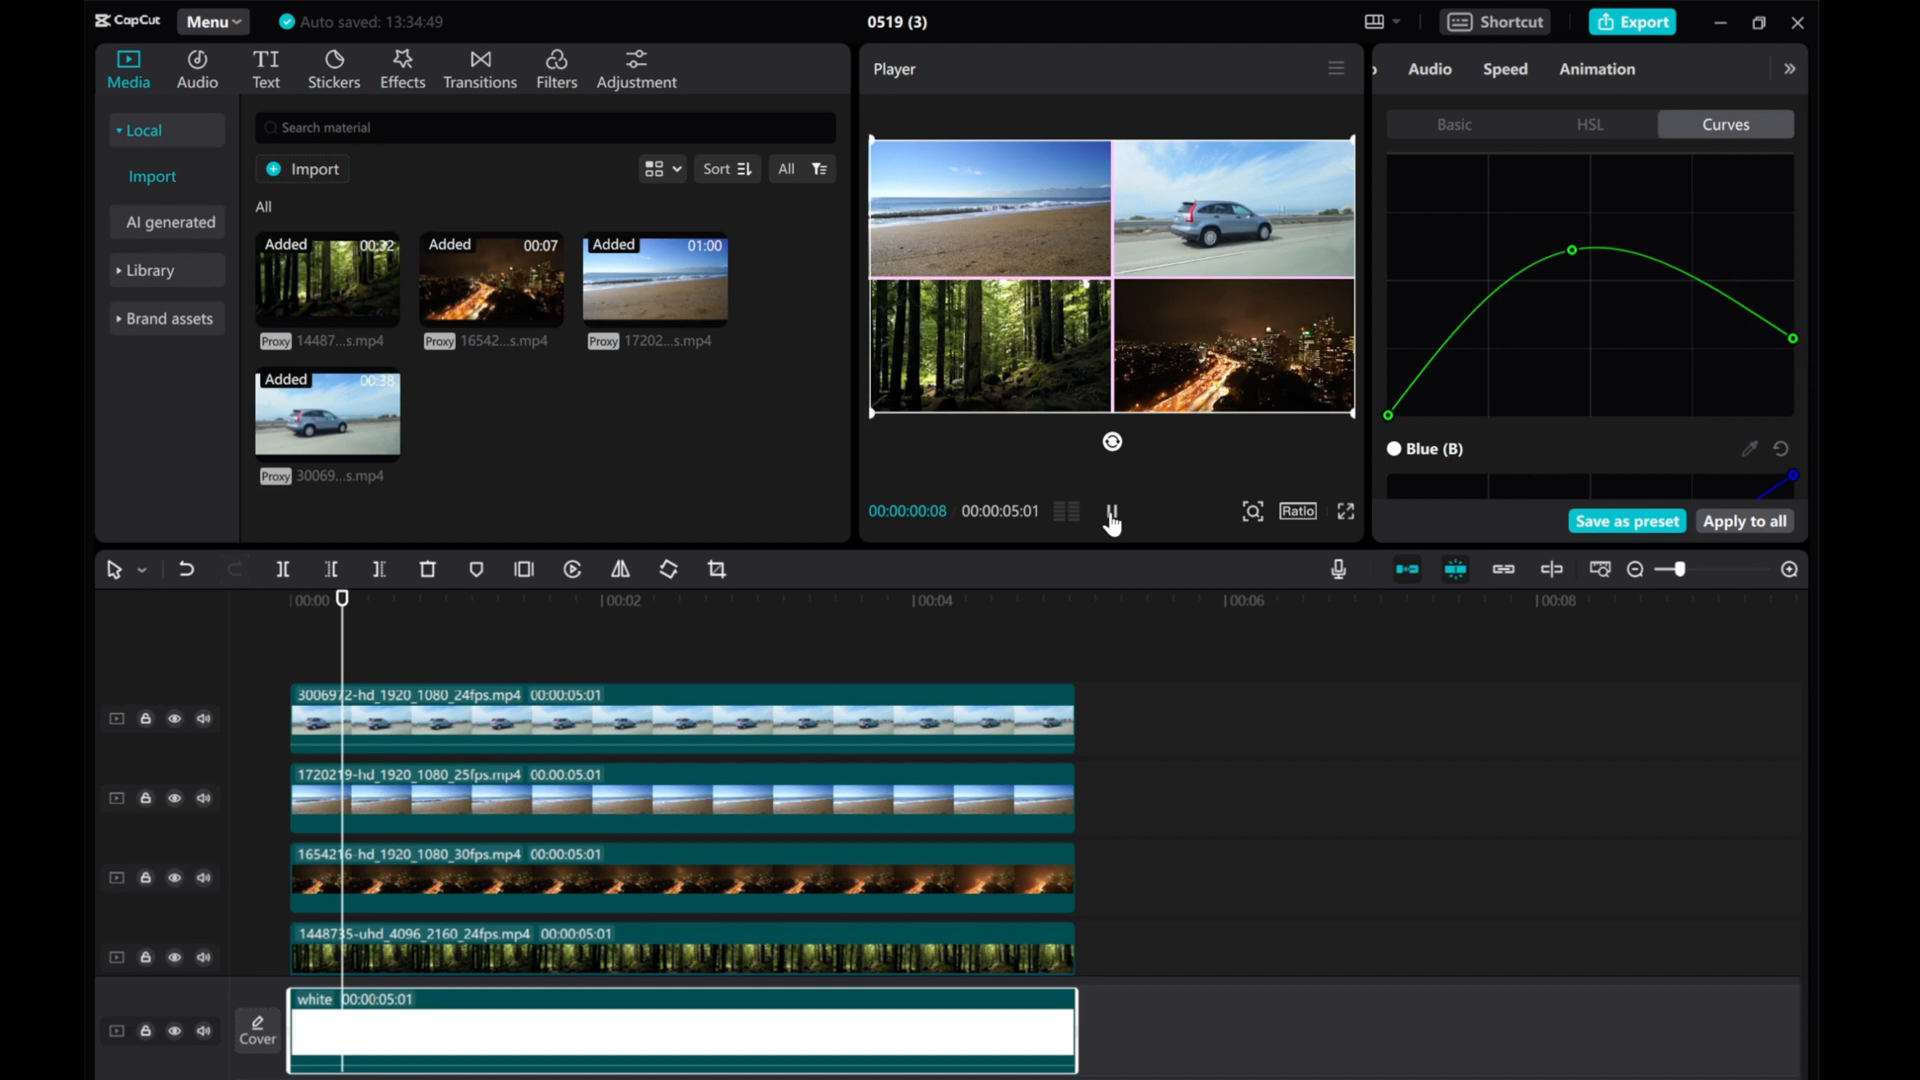 CapCut Menu Auto saved: 13:34:49 0519 (3) Shortcut Export
Media Audio TI Text Stickers Effects Transitions Filters Adjustment
Local
Import
AI generated
Library
Brand assets
Search material
Import Sort All
All
Added 00:32
Added 00:07
Added 01:00
Proxy 14487...s.mp4
Proxy 16542...s.mp4
Proxy 17202...s.mp4
Added 00:38
Proxy 30069...s.mp4
Player
00:00:00:08 00:00:05:01 Ratio
Audio Speed Animation
Basic HSL Curves
Blue (B)
Save as preset Apply to all
00:00 00:02 00:04 00:06 00:08
3006972-hd_1920_1080_24fps.mp4 00:00:05:01
1720219-hd_1920_1080_25fps.mp4 00:00:05:01
1654216-hd_1920_1080_30fps.mp4 00:00:05:01
1448735-uhd_4096_2160_24fps.mp4 00:00:05:01
white 00:00:05:01
Cover